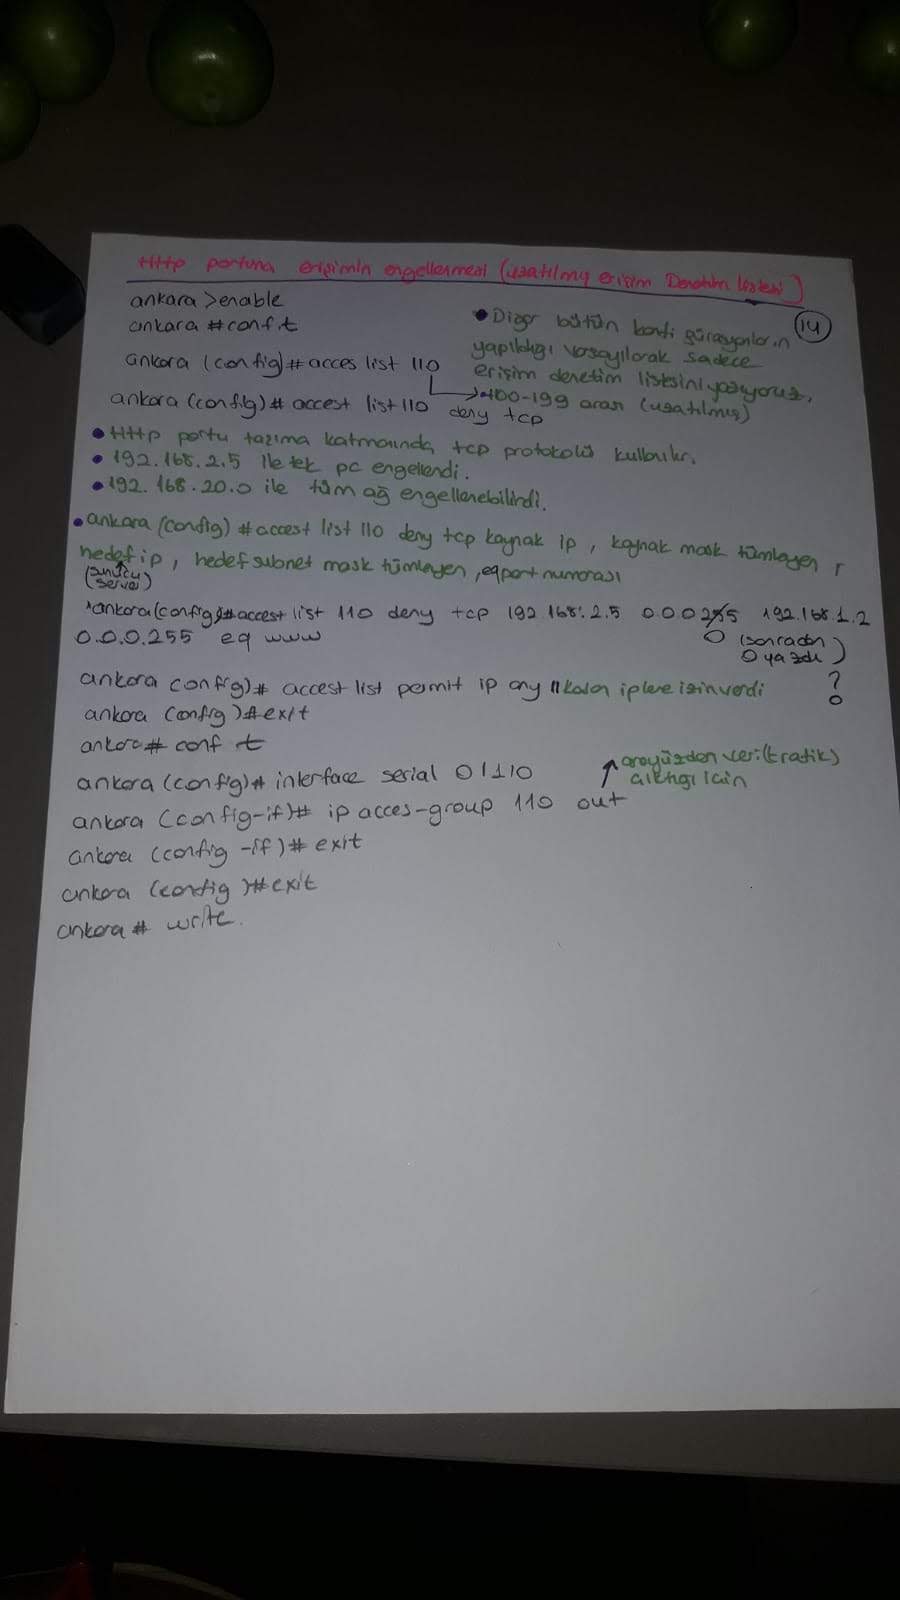 Http portuna erişimin engellenmesi (uzatılmış erişim Denetim Listesi)
14
ankara >enable
ankara #conf.t
• Diğer bütün konfigürasyonların
yapıldığı varsayılarak sadece
erişim denetim listesini yazıyoruz.
ankara (config)# acces list 110
→ 100-199 arası (uzatılmış)
ankara (config)# accest list 110 deny tcp
• Http portu taşıma katmanında tcp protokolü kullanılır.
• 192.168.2.5 ile tek pc engellendi.
• 192.168.20.0 ile tüm ağ engellenebilirdi.
• ankara (config) #accest list 110 deny tcp kaynak ip, kaynak mask tümleyen,
hedef ip, hedef subnet mask tümleyen, eq port numarası
(sunucu
server)
*ankara (config)# accest list 110 deny tcp 192.168.2.5 0.0.0.255 192.168.1.2
0.0.0.255 eq www
0 (sonradan
0 yazdı)
?
ankara config)# accest list permit ip any "kalan iplere izin verdi
ankara (config)#exit
ankara# conf t
ankara (config)# interface serial 0/1/0
↑ arayüzden veri(trafik)
çıktığı için
ankara (config-if)# ip acces-group 110 out
ankara (config-if)# exit
ankara (config)#exit
ankara# write.